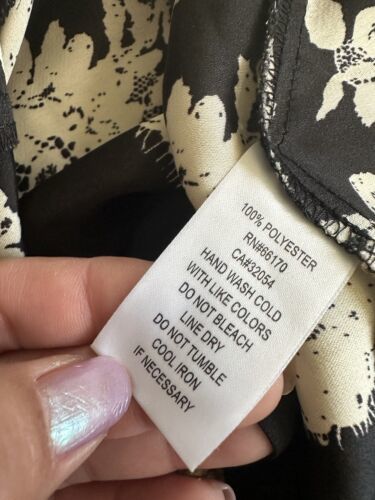 100% POLYESTER
RN#66170
CA#32054
HAND WASH COLD
WITH LIKE COLORS
DO NOT BLEACH
LINE DRY
DO NOT TUMBLE
COOL IRON
IF NECESSARY